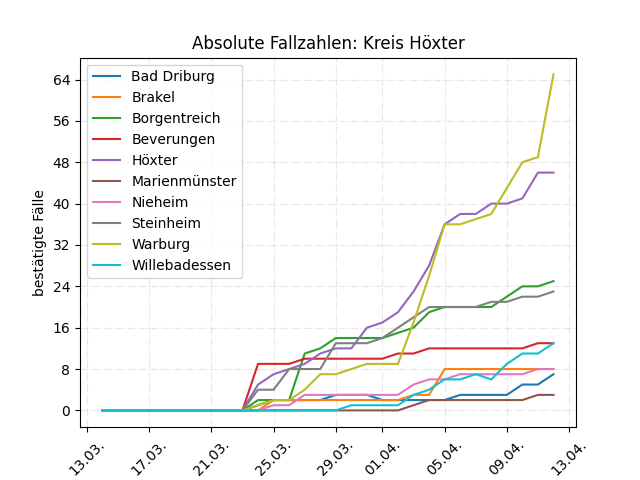 Absolute Fallzahlen: Kreis Höxter
bestätigte Fälle
64
56
48
40
32
24
16
8
0
Bad Driburg
Brakel
Borgentreich
Beverungen
Höxter
Marienmünster
Nieheim
Steinheim
Warburg
Willebadessen
13.03.
17.03.
21.03.
25.03.
29.03.
01.04.
05.04.
09.04.
13.04.